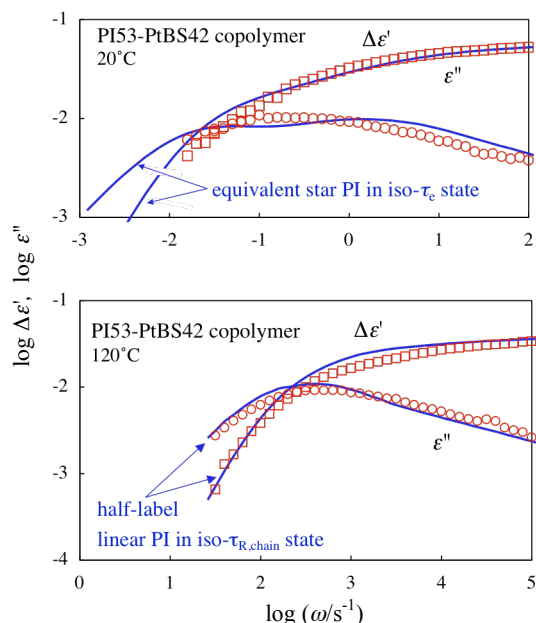 -1
PI53-PtBS42 copolymer
20˚C
Δε'
ε"
-2
equivalent star PI in iso-τe state
-3
-3 -2 -1 0 1 2
log Δε', log ε"
-1
PI53-PtBS42 copolymer
120˚C
Δε'
-2
ε"
-3
half-label
linear PI in iso-τR,chain state
-4
0 1 2 3 4 5
log (ω/s-1)